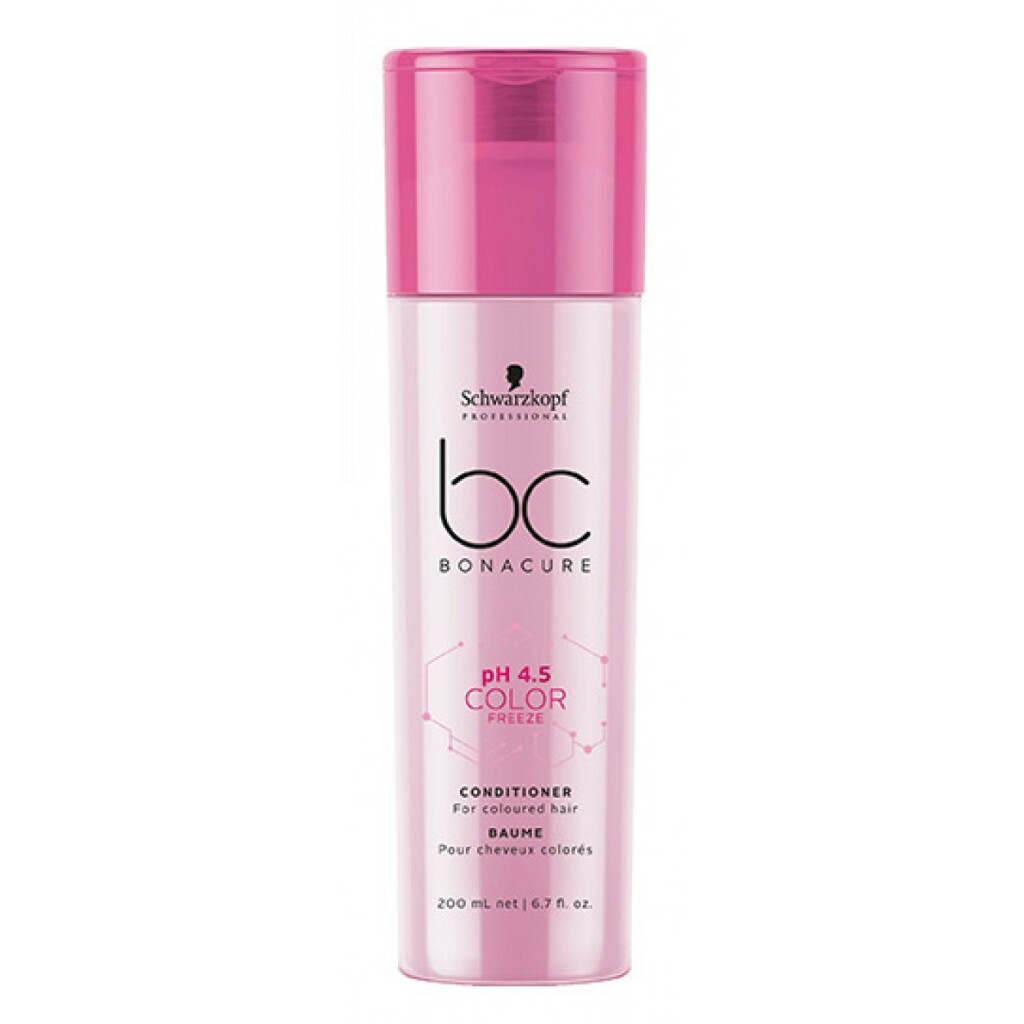 Schwarzkopf
PROFESSIONAL
bc
BONACURE
pH 4.5
COLOR
FREEZE
CONDITIONER
For coloured hair
BAUME
Pour cheveux colorés
200 mL net | 6.7 fl. oz.